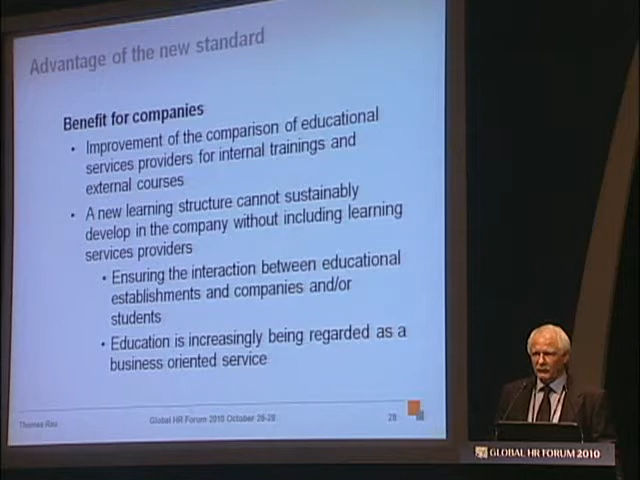 Advantage of the new standard
Benefit for companies
• Improvement of the comparison of educational
services providers for internal trainings and
external courses
• A new learning structure cannot sustainably
develop in the company without including learning
services providers
• Ensuring the interaction between educational
establishments and companies and/or
students
• Education is increasingly being regarded as a
business oriented service
Thomas Rau
Global HR Forum 2010 October 26-28
28
GLOBAL HR FORUM 2010